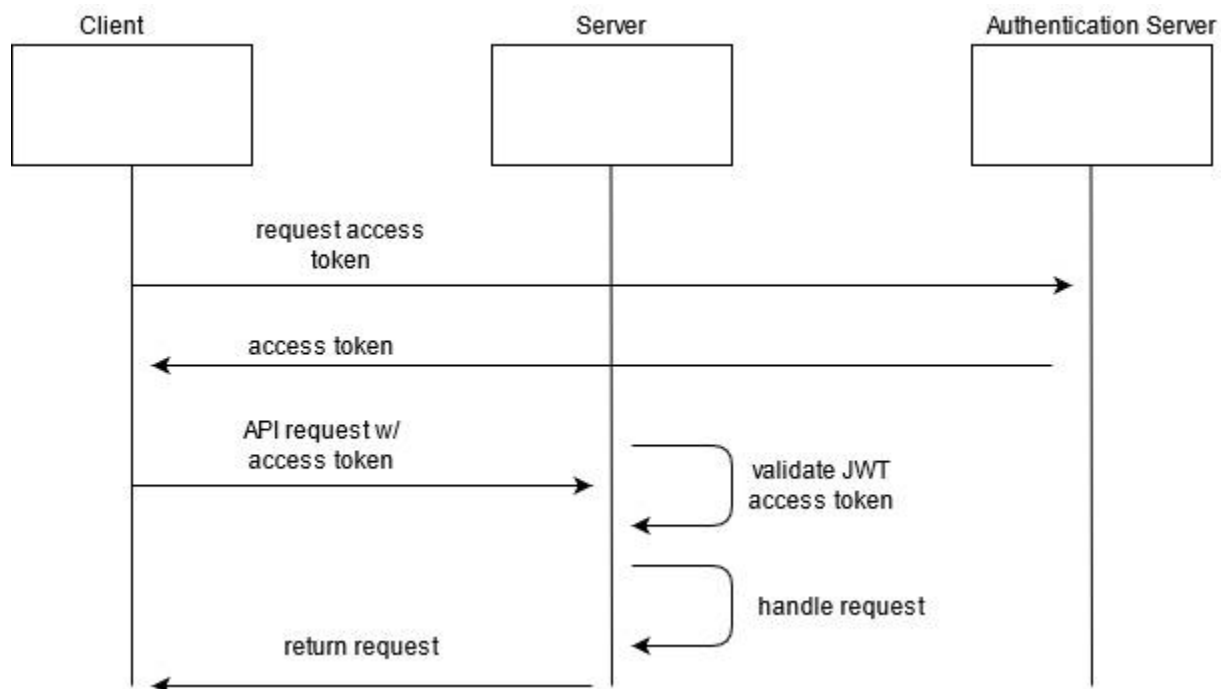 Client
Server
Authentication Server
request access
token
access token
API request w/
access token
validate JWT
access token
handle request
return request